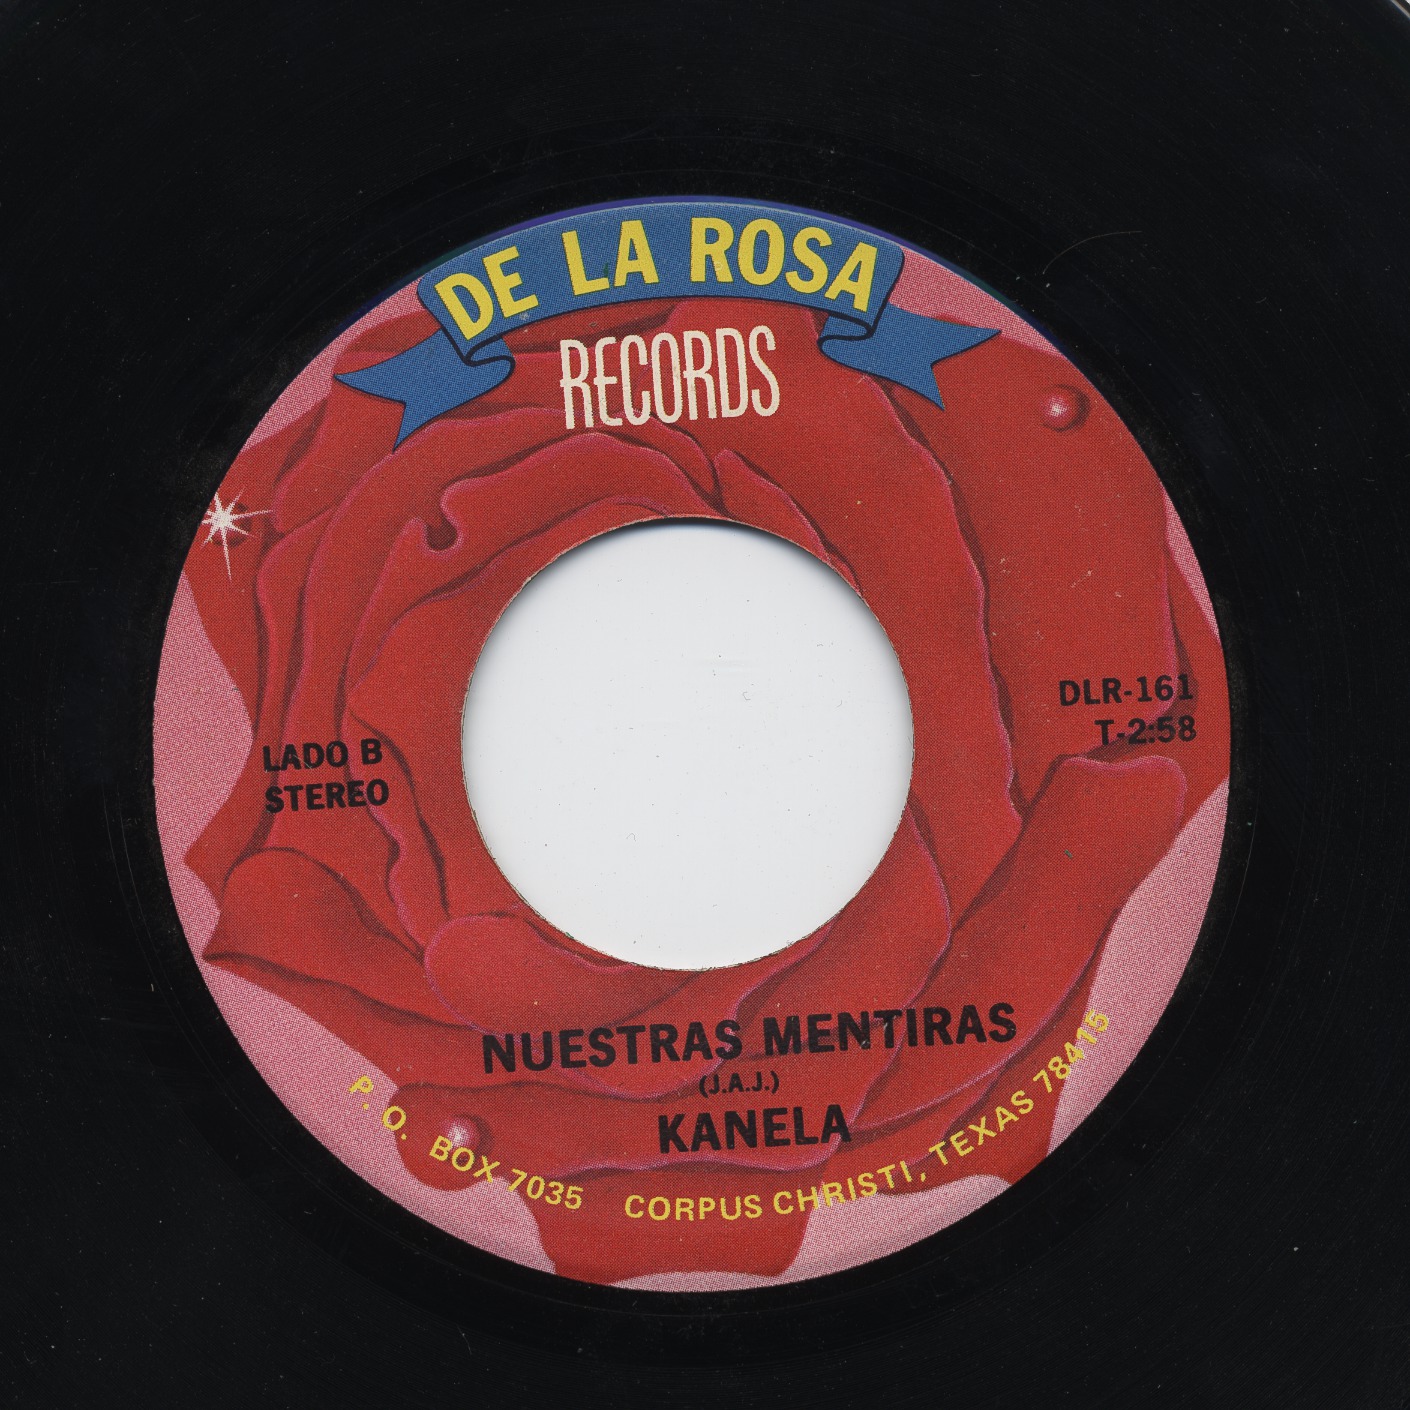 DE LA ROSA
RECORDS
DLR-161
T-2:58
LADO B
STEREO
NUESTRAS MENTIRAS
(J.A.J.)
KANELA
P. O. BOX 7035 CORPUS CHRISTI, TEXAS 78415